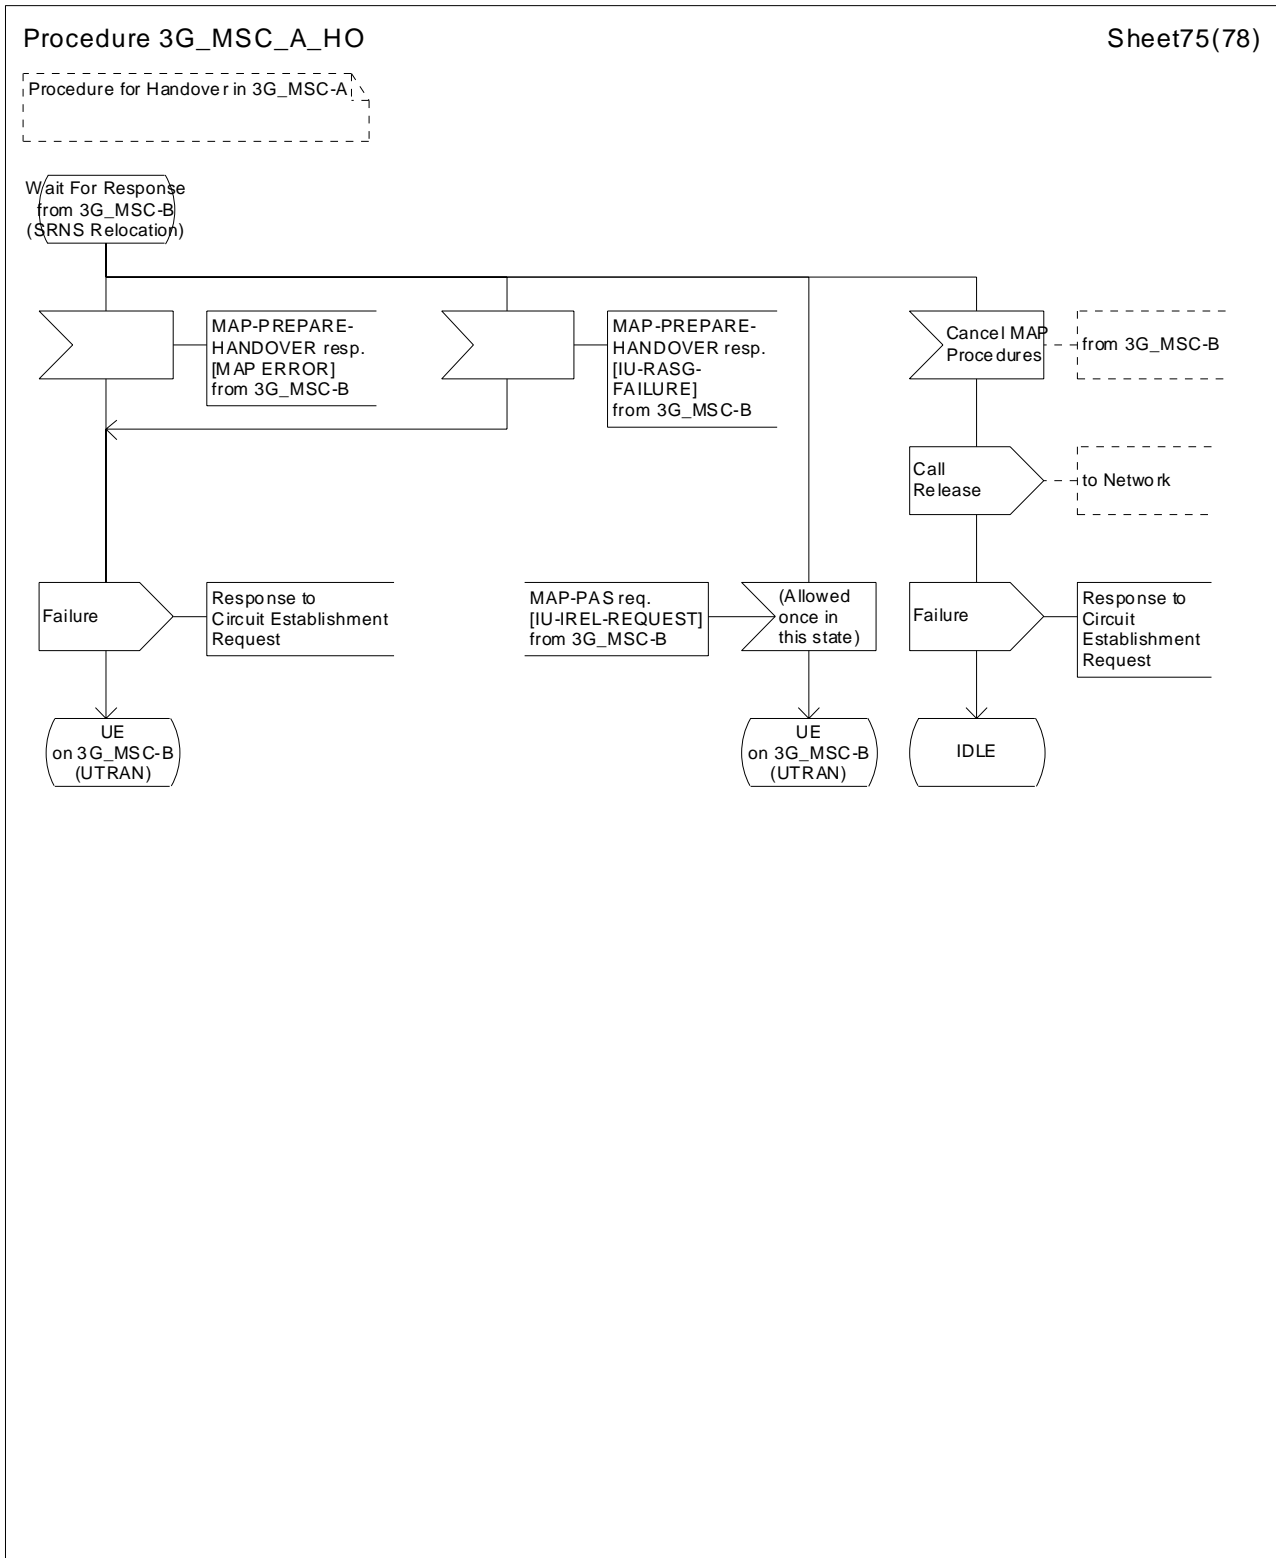 Procedure 3G_MSC_A_HO
Sheet75(78)
Procedure for Handover in 3G_MSC-A
Wait For Response
from 3G_MSC-B
(SRNS Relocation)
MAP-PREPARE-
HANDOVER resp.
[MAP ERROR]
from 3G_MSC-B
MAP-PREPARE-
HANDOVER resp.
[IU-RASG-
FAILURE]
from 3G_MSC-B
Cancel MAP
Procedures
from 3G_MSC-B
Call
Release
to Network
Failure
Response to
Circuit Establishment
Request
MAP-PAS req.
[IU-IREL-REQUEST]
from 3G_MSC-B
(Allowed
once in
this state)
Failure
Response to
Circuit
Establishment
Request
UE
on 3G_MSC-B
(UTRAN)
UE
on 3G_MSC-B
(UTRAN)
IDLE